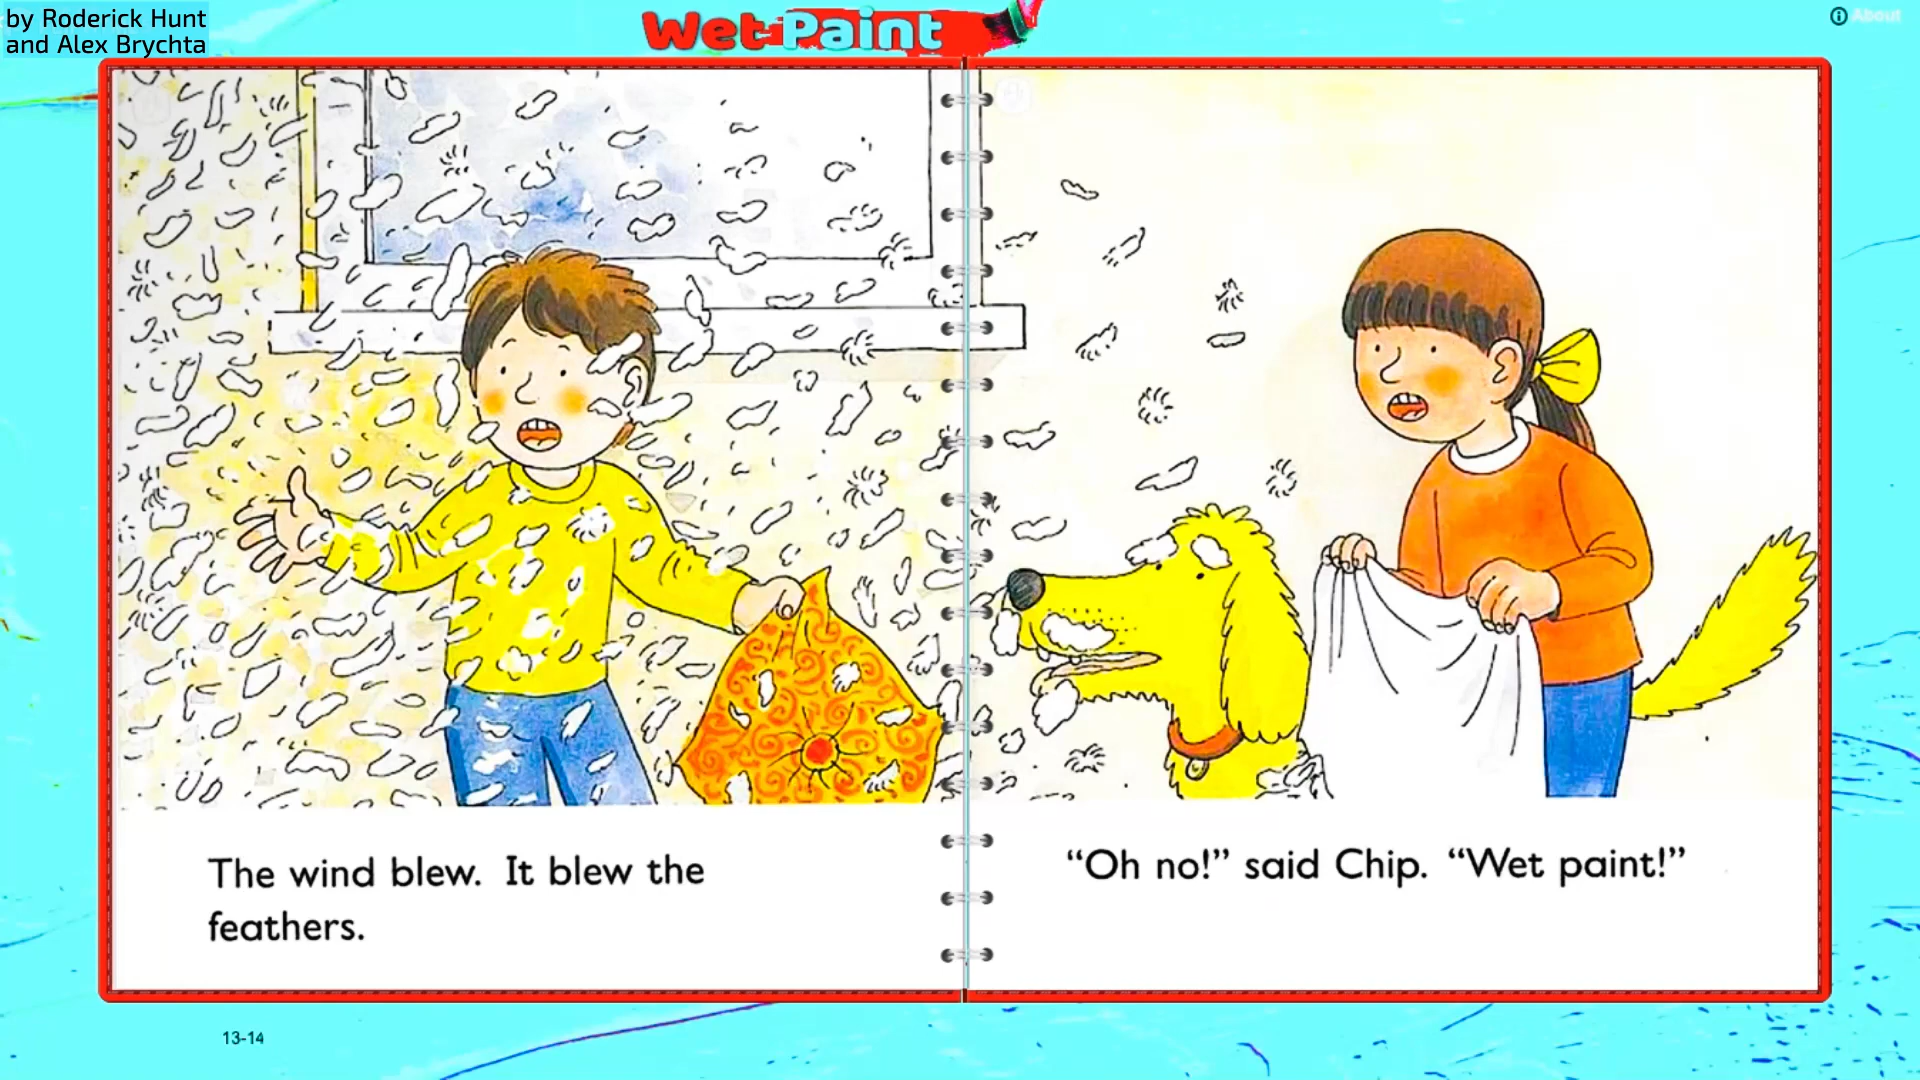 by Roderick Hunt
and Alex Brychta
Wet Paint
About
The wind blew. It blew the
feathers.
“Oh no!” said Chip. “Wet paint!”
13-14